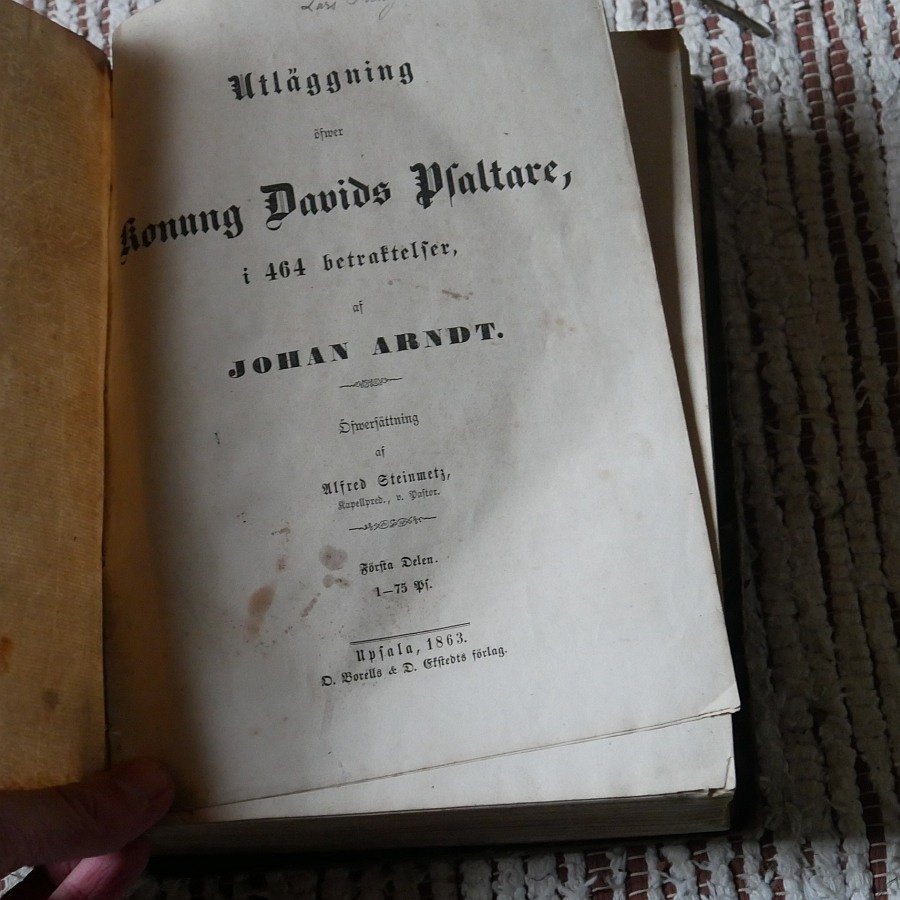 Lars
Utläggning
öfwer
Konung Davids Psaltare,
i 464 betraktelser,
af
JOHAN ARNDT.
Öfwersättning
af
Alfred Steinmetz,
Kapellpred., v. Pastor.
Första Delen.
1—75 Ps.
Upsala, 1863.
D. Borells & D. Ekstedts förlag.